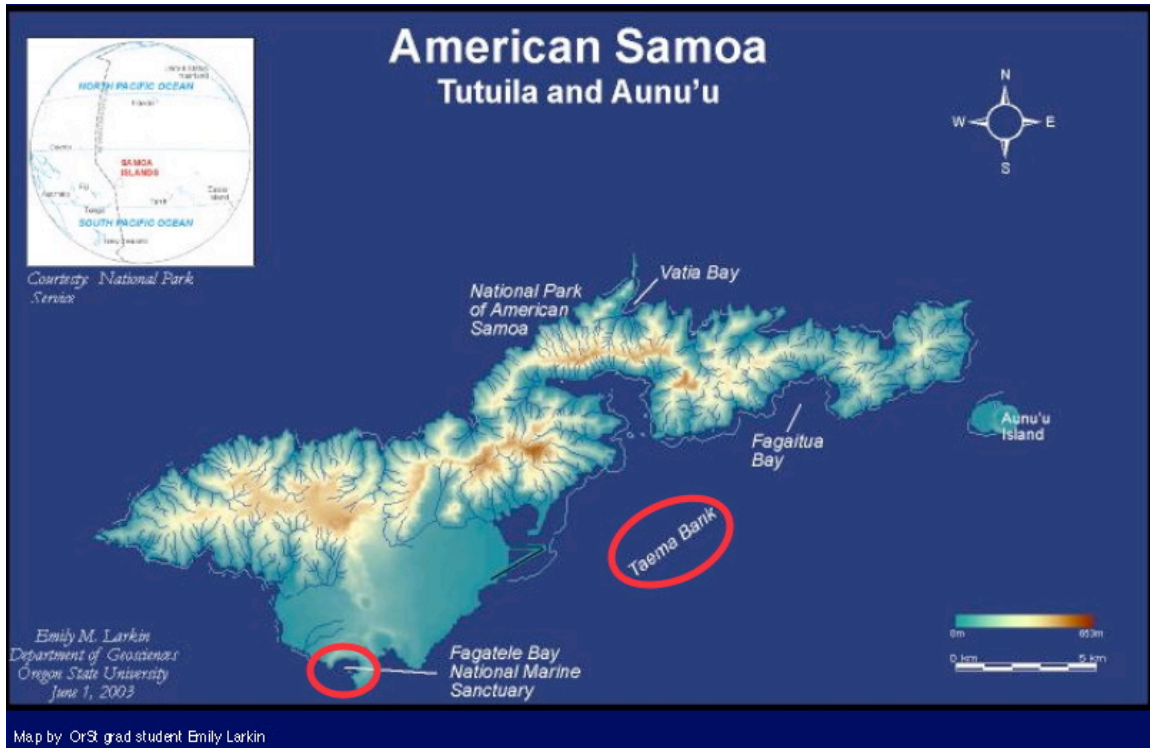 American Samoa
Tutuila and Aunu'u
N
W
E
S
NORTH PACIFIC OCEAN
SAMOA
ISLANDS
Fiji
Tonga
SOUTH PACIFIC OCEAN
Courtesy: National Park
Service
Vatia Bay
National Park
of American
Samoa
Aunu'u
Island
Fagaitua
Bay
Taema Bank
Emily M. Larkin
Department of Geosciences
Oregon State University
June 1, 2003
Fagatele Bay
National Marine
Sanctuary
0m
653m
0 km
5 km
Map by OrSt grad student Emily Larkin